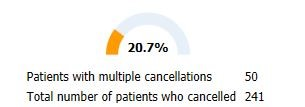 20.7%
Patients with multiple cancellations 50
Total number of patients who cancelled 241